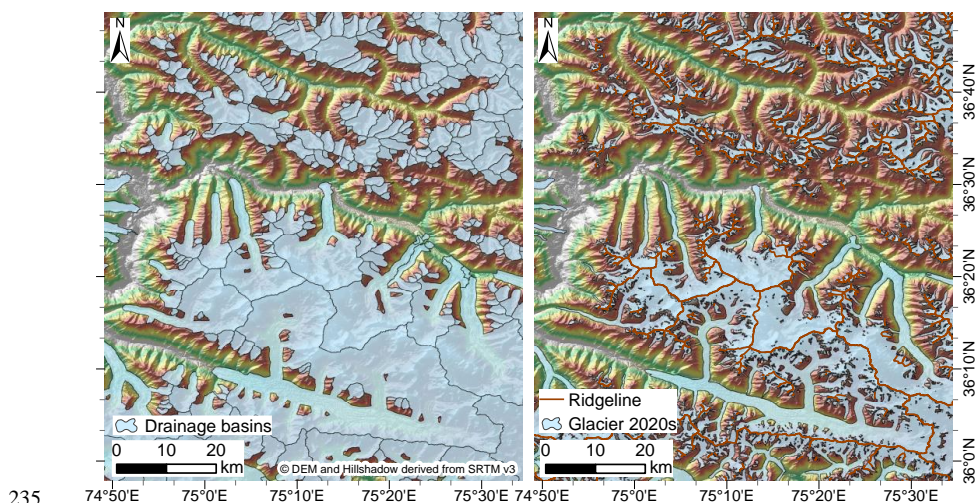 N
N
36°40'N
36°30'N
36°20'N
36°10'N
36°0'N
Drainage basins
0 10 20
km
© DEM and Hillshadow derived from SRTM v3
Ridgeline
Glacier 2020s
0 10 20
km
235
74°50'E 75°0'E 75°10'E 75°20'E 75°30'E 74°50'E 75°0'E 75°10'E 75°20'E 75°30'E